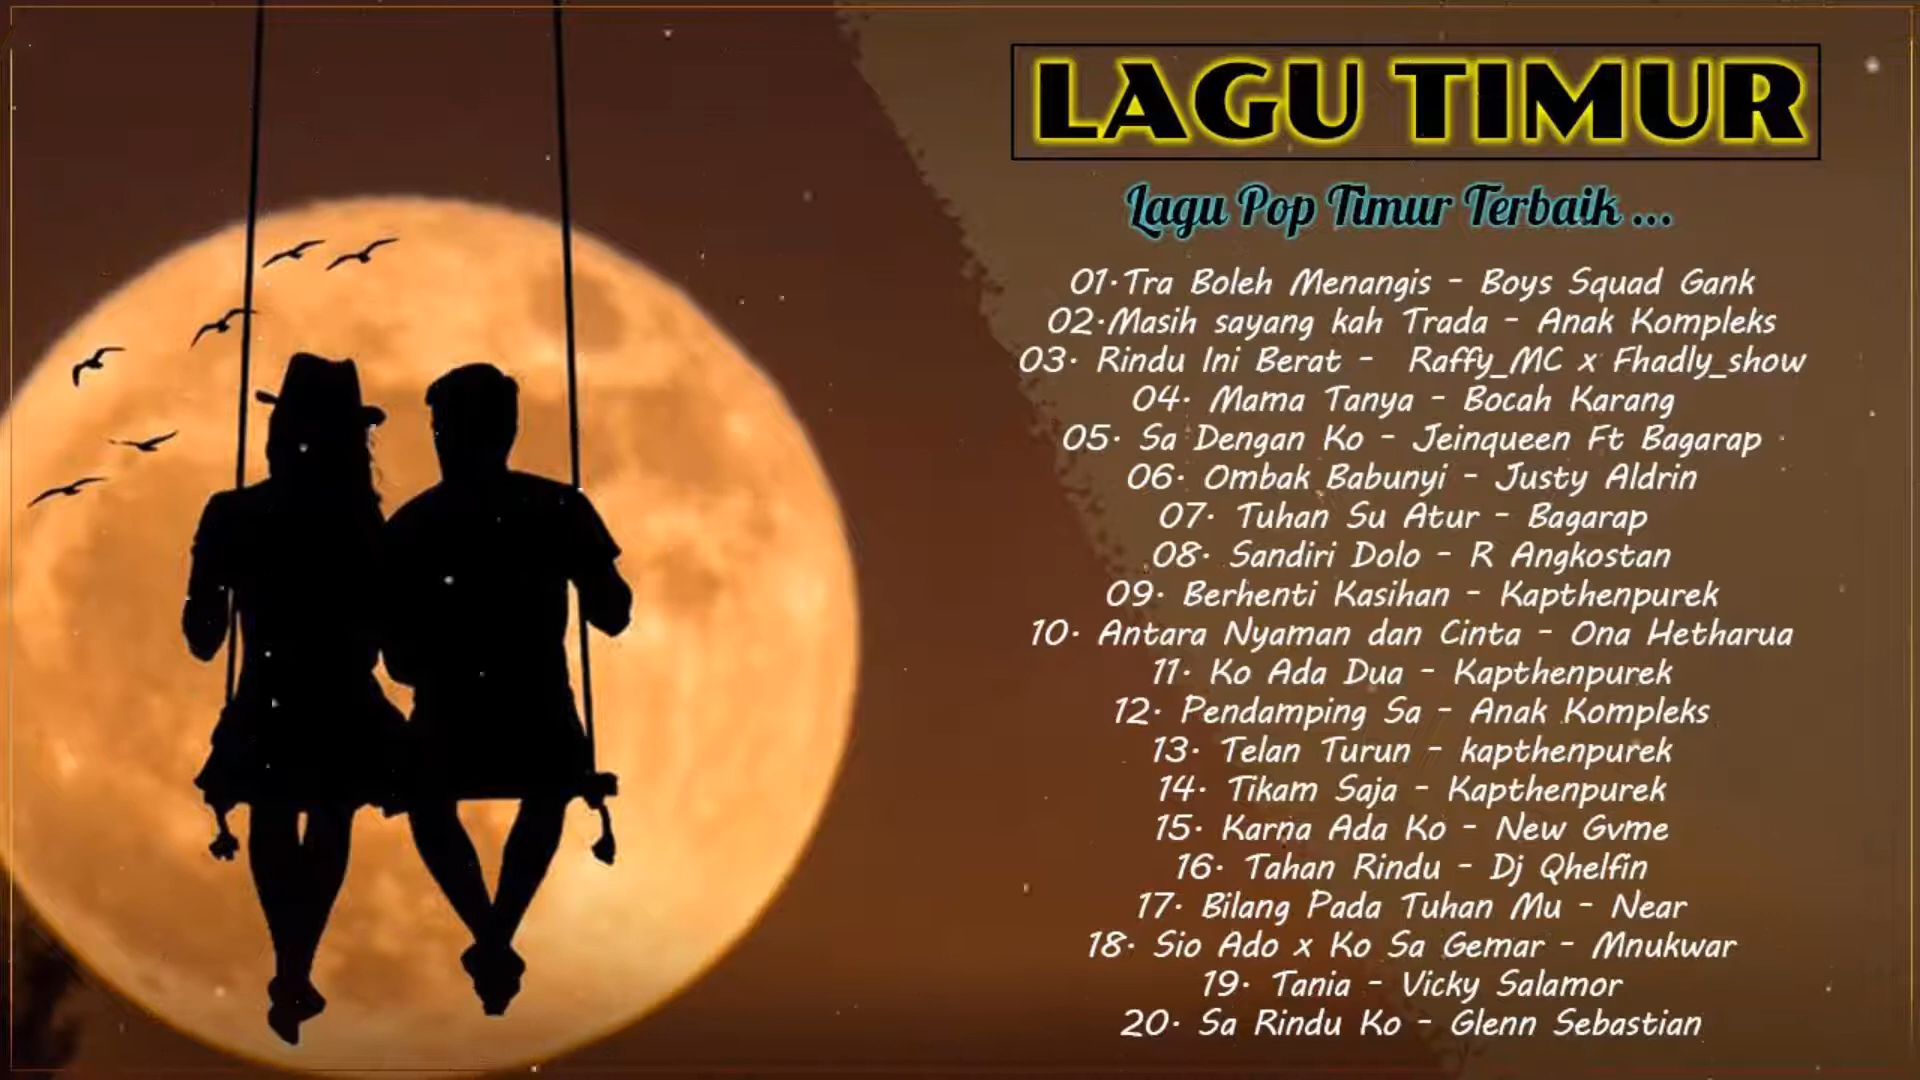 LAGU TIMUR
Lagu Pop Timur Terbaik ...
01.Tra Boleh Menangis - Boys Squad Gank
02.Masih sayang kah Trada - Anak Kompleks
03. Rindu Ini Berat - Raffy_MC x Fhadly_show
04. Mama Tanya - Bocah Karang
05. Sa Dengan Ko - Jeinqueen Ft Bagarap
06. Ombak Babunyi - Justy Aldrin
07. Tuhan Su Atur - Bagarap
08. Sandiri Dolo - R Angkostan
09. Berhenti Kasihan - Kapthenpurek
10. Antara Nyaman dan Cinta - Ona Hetharua
11. Ko Ada Dua - Kapthenpurek
12. Pendamping Sa - Anak Kompleks
13. Telan Turun - kapthenpurek
14. Tikam Saja - Kapthenpurek
15. Karna Ada Ko - New Gvme
16. Tahan Rindu - Dj Qhelfin
17. Bilang Pada Tuhan Mu - Near
18. Sio Ado x Ko Sa Gemar - Mnukwar
19. Tania - Vicky Salamor
20. Sa Rindu Ko - Glenn Sebastian